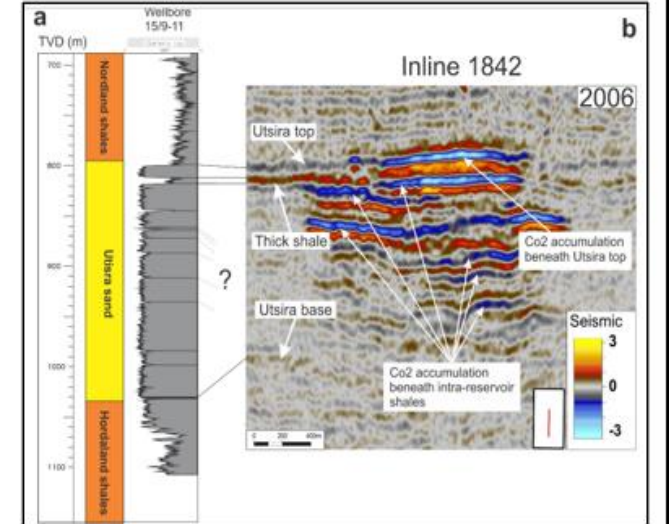 a
Wellbore
15/9-11
TVD (m)
b
Inline 1842
2006
700
800
900
1000
1100
Nordland shales
Utisra sand
Hordaland shales
?
Utsira top
Thick shale
Utsira base
Co2 accumulation
beneath Utsira top
Co2 accumulation
beneath intra-reservoir
shales
Seismic
3
0
-3
0
200
400m